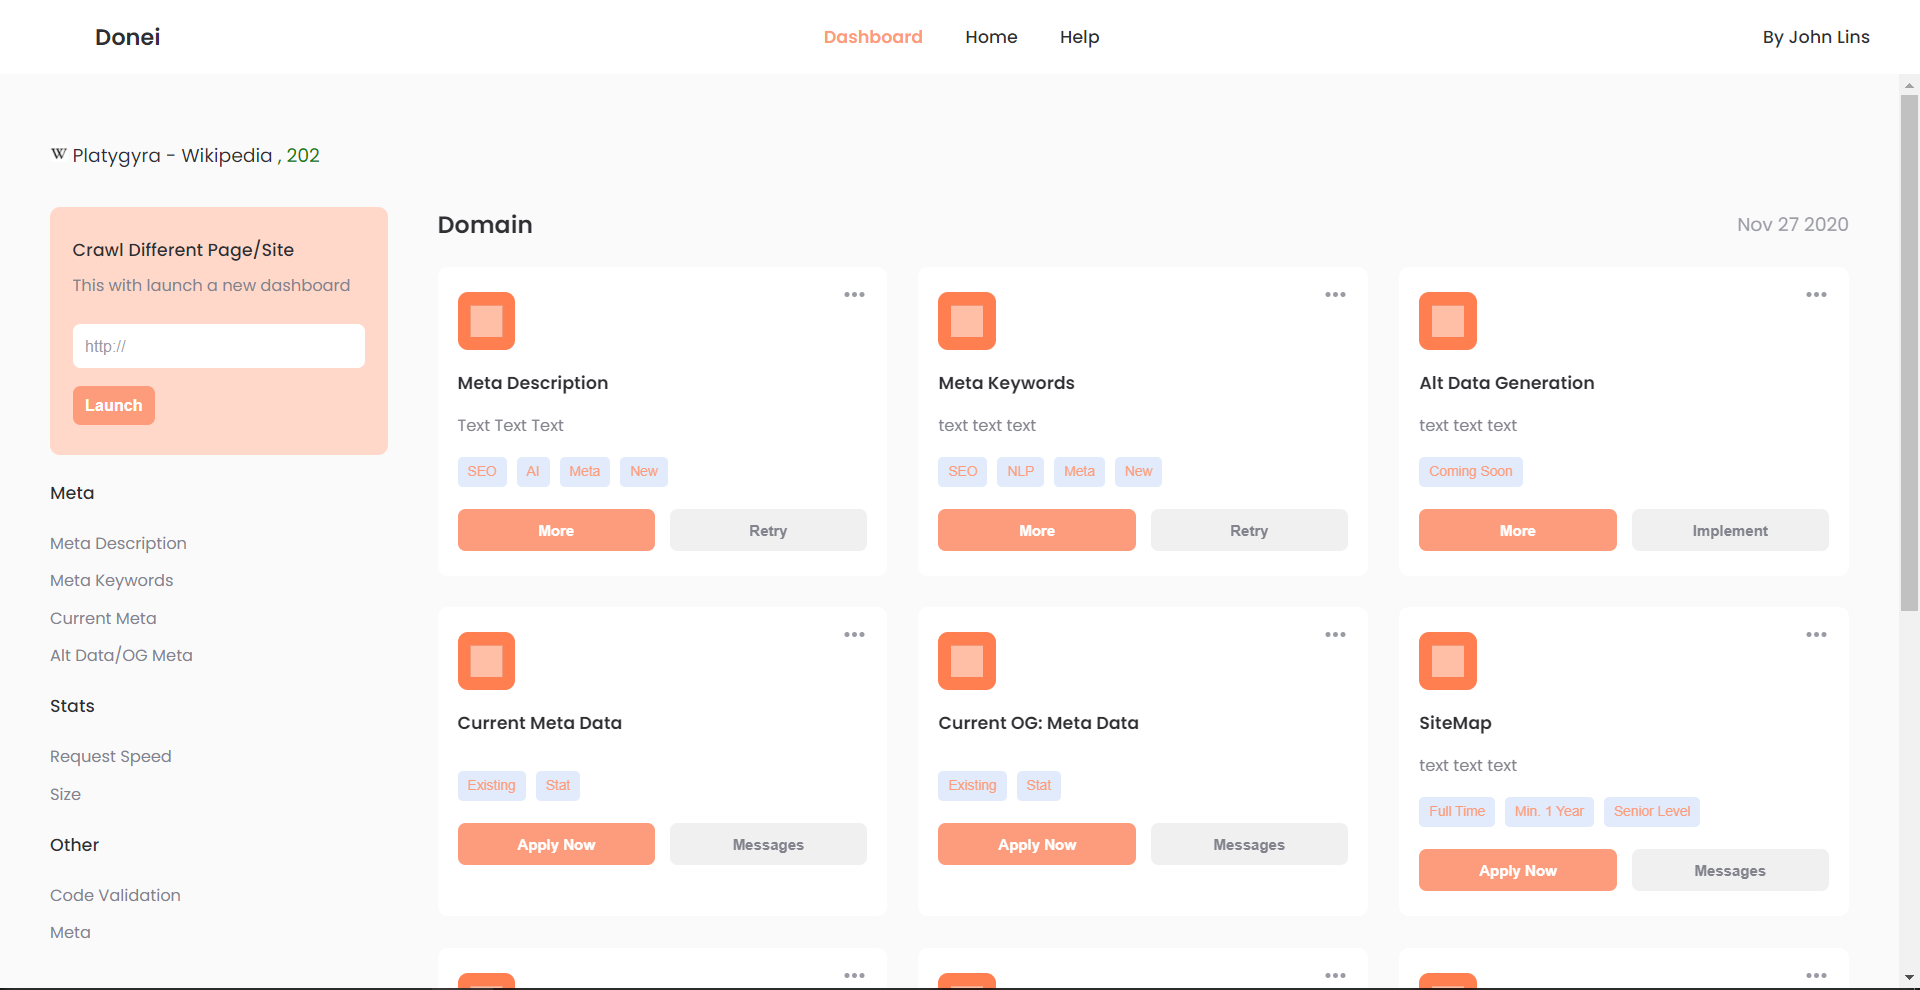 Donei
Dashboard Home Help
By John Lins
W Platygyra - Wikipedia , 202
Crawl Different Page/Site
This with launch a new dashboard
http://
Launch
Meta
Meta Description
Meta Keywords
Current Meta
Alt Data/OG Meta
Stats
Request Speed
Size
Other
Code Validation
Meta
Domain
Nov 27 2020
Meta Description
Text Text Text
SEO AI Meta New
More Retry
Meta Keywords
text text text
SEO NLP Meta New
More Retry
Alt Data Generation
text text text
Coming Soon
More Implement
Current Meta Data
Existing Stat
Apply Now Messages
Current OG: Meta Data
Existing Stat
Apply Now Messages
SiteMap
text text text
Full Time Min. 1 Year Senior Level
Apply Now Messages